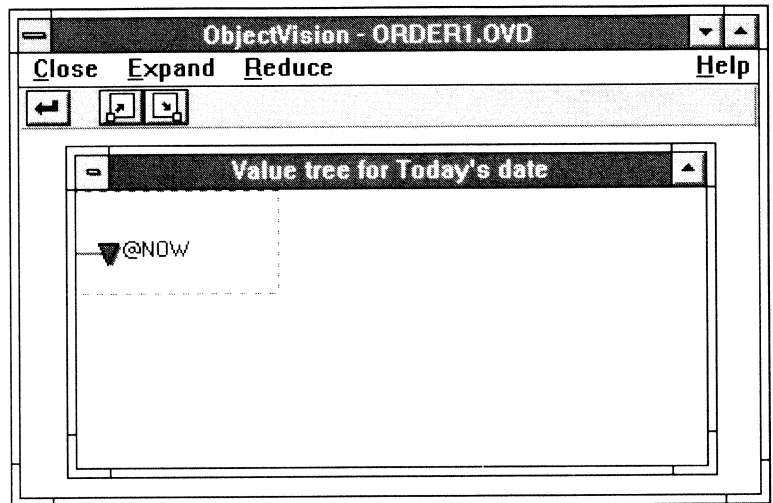 ObjectVision - ORDER1.OVD
Close Expand Reduce Help
Value tree for Today's date
@NOW